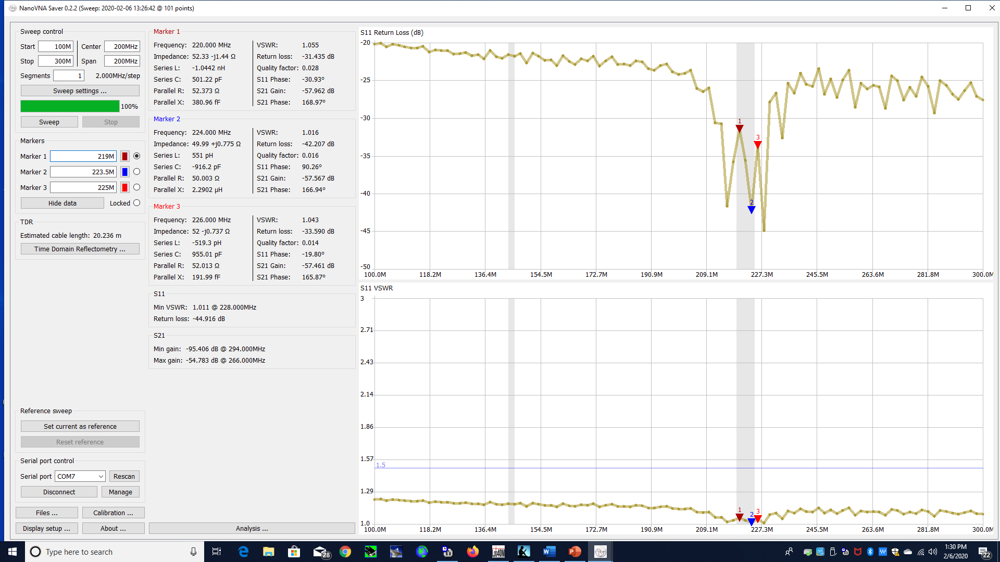 NanoVNA Saver 0.2.2 (Sweep: 2020-02-06 13:26:42 @ 101 points)
Sweep control
Start 100M Center 200MHz
Stop 300M Span 200MHz
Segments 1 2.000MHz/step
Sweep settings ...
100%
Sweep Stop
Markers
Marker 1 219M
Marker 2 223.5M
Marker 3 225M
Hide data Locked
TDR
Estimated cable length: 20.236 m
Time Domain Reflectometry ...
Reference sweep
Set current as reference
Reset reference
Serial port control
Serial port COM7 Rescan
Disconnect Manage
Files ... Calibration ...
Display setup ... About ...
Marker 1
Frequency: 220.000 MHz VSWR: 1.055
Impedance: 52.33 -j1.44 Ω Return loss: -31.435 dB
Series L: -1.0442 nH Quality factor: 0.028
Series C: 501.22 pF S11 Phase: -30.93º
Parallel R: 52.373 Ω S21 Gain: -57.962 dB
Parallel X: 380.96 fF S21 Phase: 168.97º
Marker 2
Frequency: 224.000 MHz VSWR: 1.016
Impedance: 49.99 +j0.775 Ω Return loss: -42.207 dB
Series L: 551 pH Quality factor: 0.016
Series C: -916.2 pF S11 Phase: 90.26º
Parallel R: 50.003 Ω S21 Gain: -57.567 dB
Parallel X: 2.2902 µH S21 Phase: 166.94º
Marker 3
Frequency: 226.000 MHz VSWR: 1.043
Impedance: 52 -j0.737 Ω Return loss: -33.590 dB
Series L: -519.3 pH Quality factor: 0.014
Series C: 955.01 pF S11 Phase: -19.80º
Parallel R: 52.013 Ω S21 Gain: -57.461 dB
Parallel X: 191.99 fF S21 Phase: 165.87º
S11
Min VSWR: 1.011 @ 228.000MHz
Return loss: -44.916 dB
S21
Min gain: -95.406 dB @ 294.000MHz
Max gain: -54.783 dB @ 266.000MHz
Analysis ...
S11 Return Loss (dB)
-20
-25
-30
-35
-40
-45
-50
1
3
2
100.0M 118.2M 136.4M 154.5M 172.7M 190.9M 209.1M 227.3M 245.5M 263.6M 281.8M 300.0M
S11 VSWR
3
2.71
2.43
2.14
1.86
1.57
1.5
1.29
1.0
1 2 3
100.0M 118.2M 136.4M 154.5M 172.7M 190.9M 209.1M 227.3M 245.5M 263.6M 281.8M 300.0M
Type here to search
28
1:30 PM
2/6/2020
22